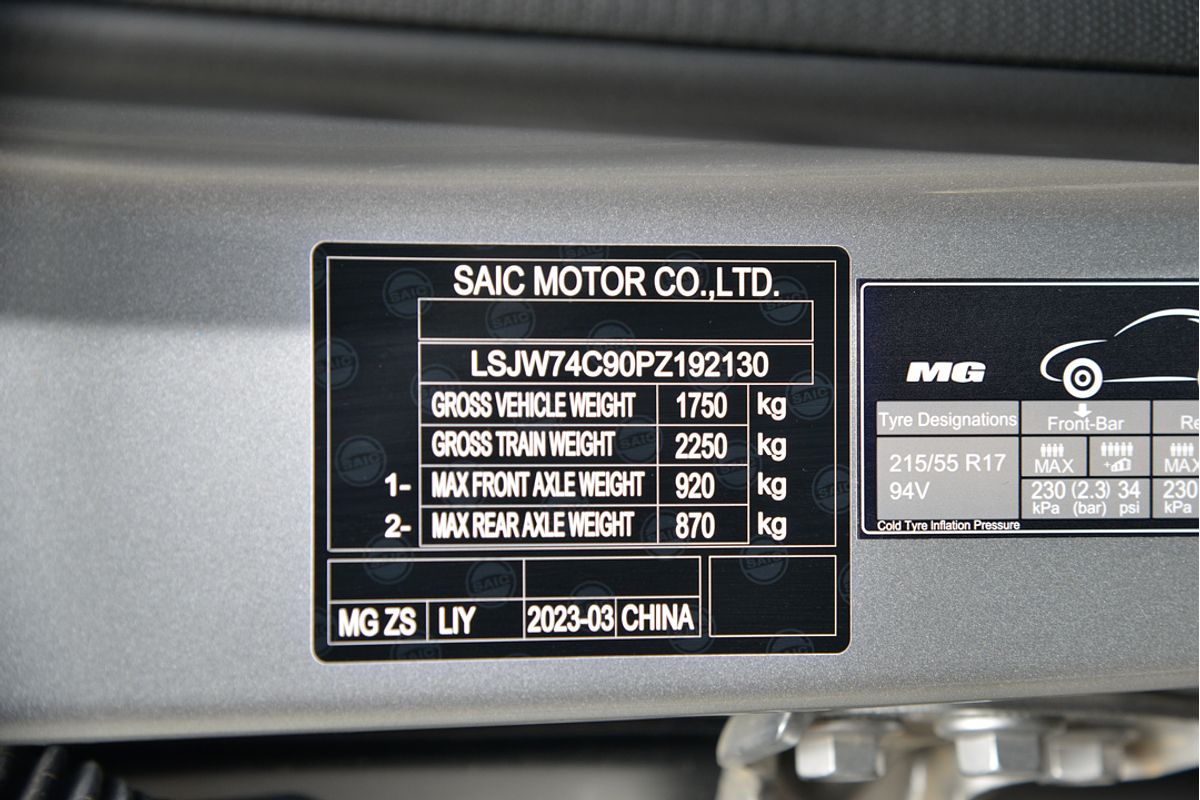 SAIC MOTOR CO.,LTD.
LSJW74C90PZ192130
GROSS VEHICLE WEIGHT 1750 kg
GROSS TRAIN WEIGHT 2250 kg
1- MAX FRONT AXLE WEIGHT 920 kg
2- MAX REAR AXLE WEIGHT 870 kg
MG ZS LIY 2023-03 CHINA
MG
Tyre Designations Front-Bar
215/55 R17
94V
MAX MAX
230 (2.3) 34 230
kPa (bar) psi kPa
Cold Tyre Inflation Pressure